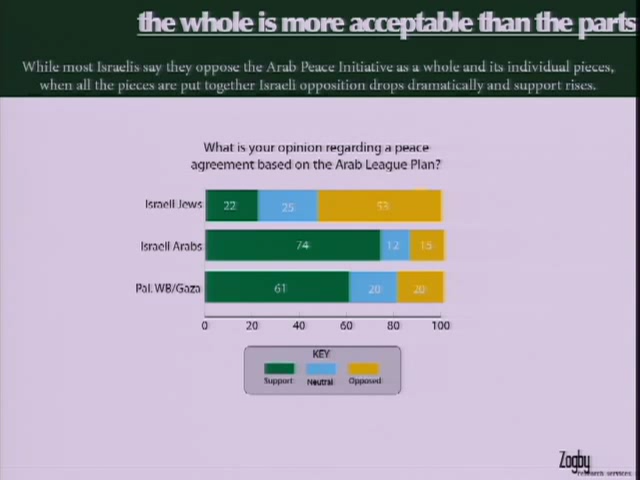 the whole is more acceptable than the parts
While most Israelis say they oppose the Arab Peace Initiative as a whole and its individual pieces,
when all the pieces are put together Israeli opposition drops dramatically and support rises.
What is your opinion regarding a peace
agreement based on the Arab League Plan?
Israeli Jews 22 25 53
Israeli Arabs 74 12 15
Pal. WB/Gaza 61 20 20
0 20 40 60 80 100
KEY
Support Neutral Opposed
Zogby
research services